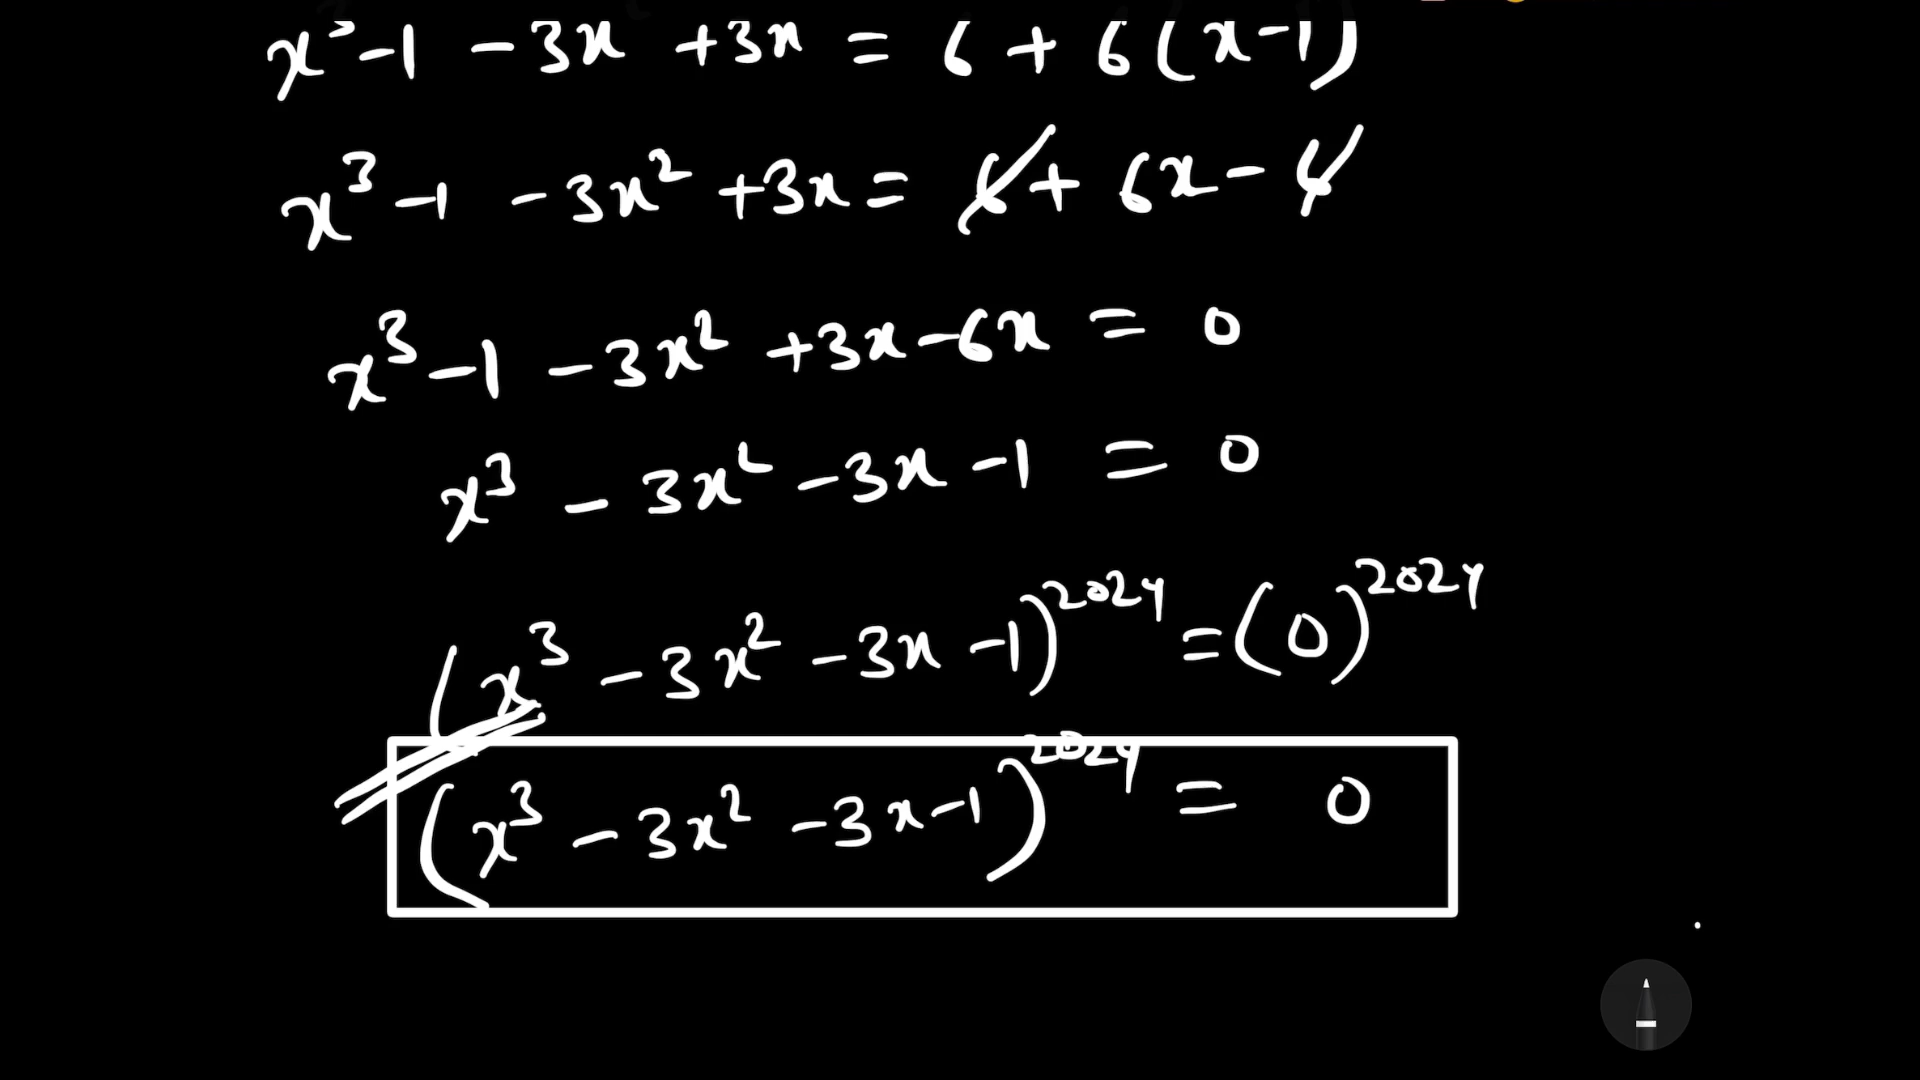 x³ - 1 - 3x² + 3x = 6 + 6(x-1)
x³ - 1 - 3x² + 3x = 6 + 6x - 6
x³ - 1 - 3x² + 3x - 6x = 0
x³ - 3x² - 3x - 1 = 0
(x³ - 3x² - 3x - 1)²⁰²⁴ = (0)²⁰²⁴
(x³ - 3x² - 3x - 1)²⁰²⁴ = 0